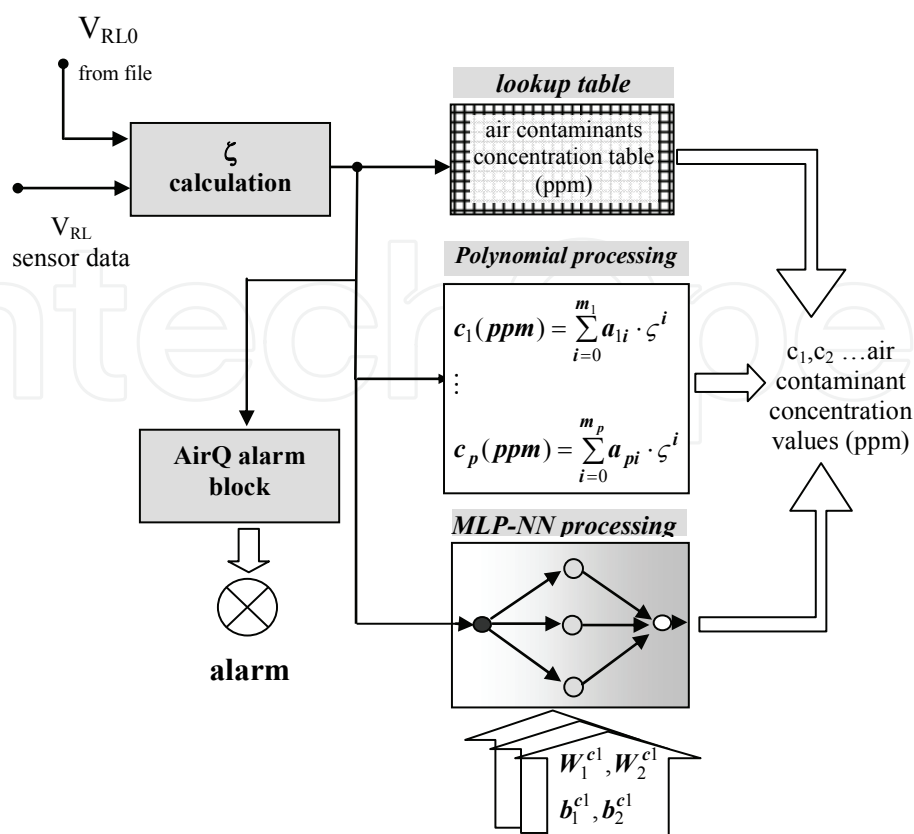 V_RL0
from file
ζ
calculation
V_RL
sensor data
lookup table
air contaminants
concentration table
(ppm)
Polynomial processing
c_1(ppm) = \sum_{i=0}^{m_1} a_{1i} · ς^i
⋮
c_p(ppm) = \sum_{i=0}^{m_p} a_{pi} · ς^i
c_1,c_2 ...air
contaminant
concentration
values (ppm)
AirQ alarm
block
alarm
MLP-NN processing
W_1^{c1}, W_2^{c1}
b_1^{c1}, b_2^{c1}